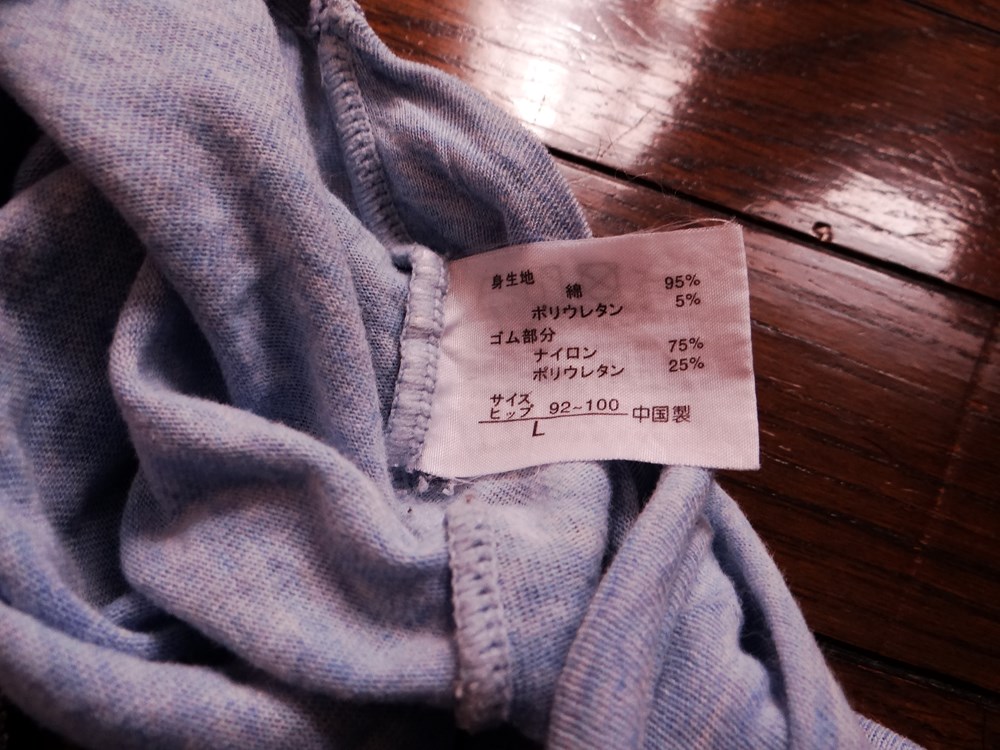 身生地
綿 95%
ポリウレタン 5%
ゴム部分
ナイロン 75%
ポリウレタン 25%
サイズ
ヒップ 92~100
L
中国製